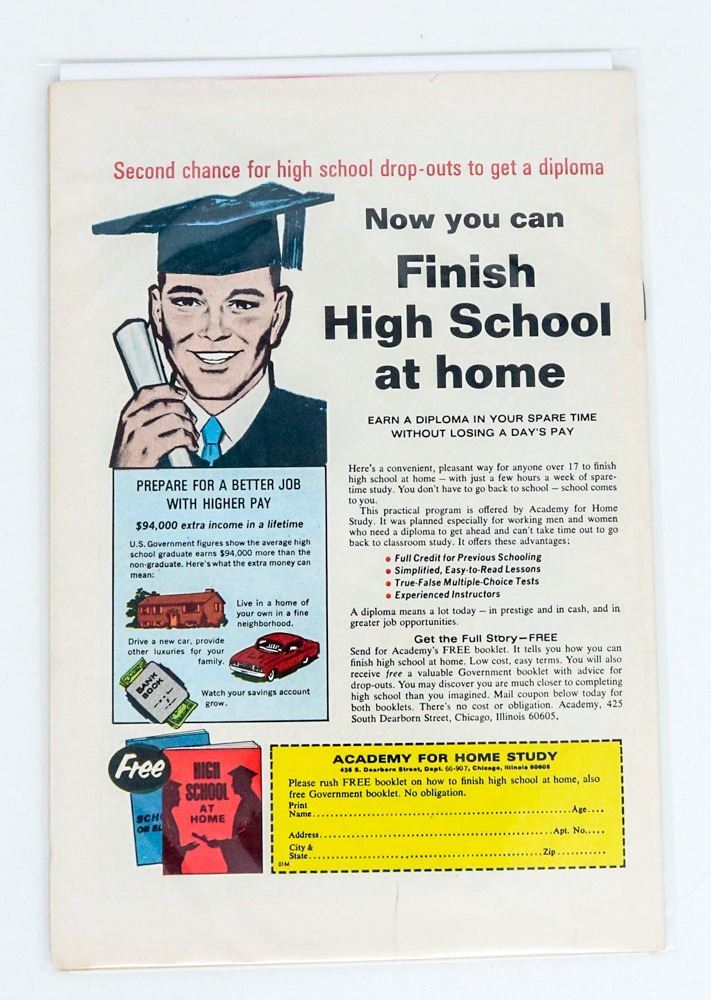 Second chance for high school drop-outs to get a diploma
Now you can
Finish
High School
at home
EARN A DIPLOMA IN YOUR SPARE TIME
WITHOUT LOSING A DAY'S PAY
PREPARE FOR A BETTER JOB
WITH HIGHER PAY
$94,000 extra income in a lifetime
U.S. Government figures show the average high
school graduate earns $94,000 more than the
non-graduate. Here's what the extra money can
mean:
Live in a home of
your own in a fine
neighborhood.
Drive a new car, provide
other luxuries for your
family.
BANK
BOOK
Watch your savings account
grow.
Here's a convenient, pleasant way for anyone over 17 to finish
high school at home — with just a few hours a week of spare-
time study. You don't have to go back to school — school comes
to you.
This practical program is offered by Academy for Home
Study. It was planned especially for working men and women
who need a diploma to get ahead and can't take time out to go
back to classroom study. It offers these advantages:
• Full Credit for Previous Schooling
• Simplified, Easy-to-Read Lessons
• True-False Multiple-Choice Tests
• Experienced Instructors
A diploma means a lot today — in prestige and in cash, and in
greater job opportunities.
Get the Full Story—FREE
Send for Academy's FREE booklet. It tells you how you can
finish high school at home. Low cost, easy terms. You will also
receive free a valuable Government booklet with advice for
drop-outs. You may discover you are much closer to completing
high school than you imagined. Mail coupon below today for
both booklets. There's no cost or obligation. Academy, 425
South Dearborn Street, Chicago, Illinois 60605.
Free
SCH
OR
HIGH
SCHOOL
AT
HOME
ACADEMY FOR HOME STUDY
S. Dearborn Street, Dept. 66-907, Chicago, Illinois 60605
Please rush FREE booklet on how to finish high school at home, also
free Government booklet. No obligation.
Print
Name..........Age....
Address..........Apt. No.....
City &
State..........Zip..........
01M